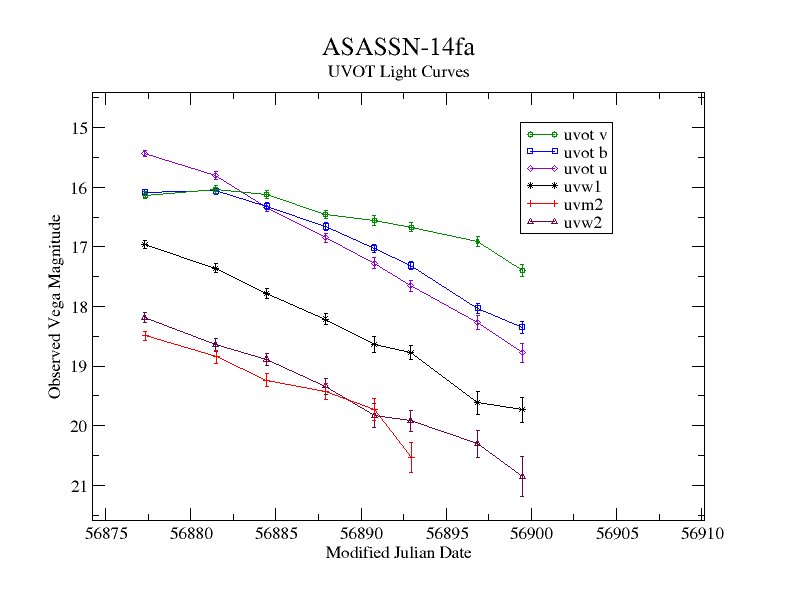 ASASSN-14fa
UVOT Light Curves
uvot v
uvot b
uvot u
uvw1
uvm2
uvw2
Observed Vega Magnitude
15
16
17
18
19
20
21
56875 56880 56885 56890 56895 56900 56905 56910
Modified Julian Date